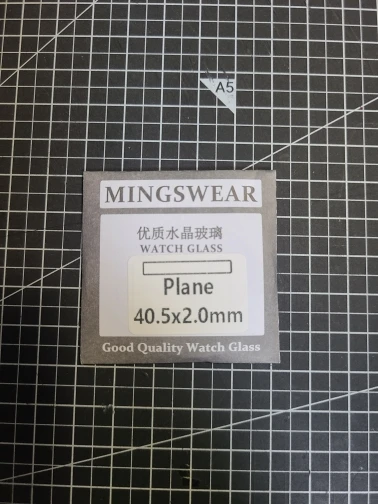 A5
MINGSWEAR
优质水晶玻璃
WATCH GLASS
Plane
40.5x2.0mm
Good Quality Watch Glass